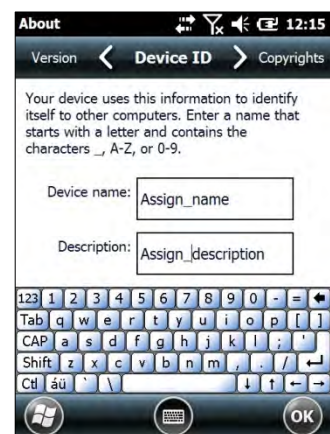 About 12:15
Version Device ID Copyrights
Your device uses this information to identify
itself to other computers. Enter a name that
starts with a letter and contains the
characters _, A-Z, or 0-9.
Device name: Assign_name
Description: Assign_description
123 1 2 3 4 5 6 7 8 9 0 - =
Tab q w e r t y u i o p [ ]
CAP a s d f g h j k l ; '
Shift z x c v b n m , . /
Ctl áü ` \
OK